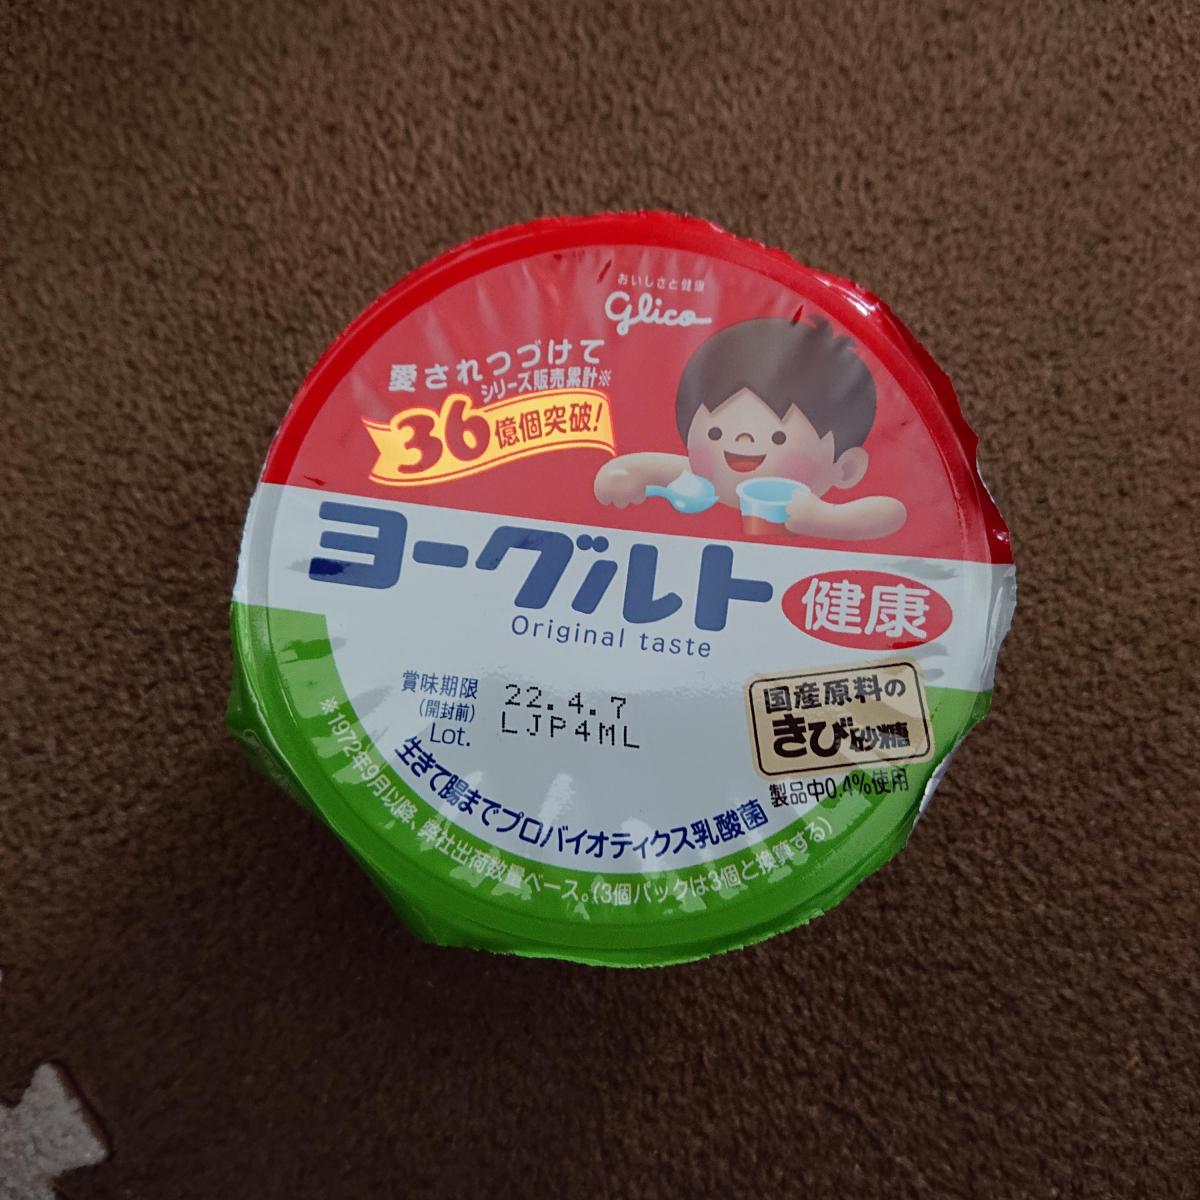 おいしさと健康
Glico
愛されつづけて
シリーズ販売累計※
36億個突破!
ヨーグルト健康
Original taste
賞味期限 22.4.7
(開封前)
Lot. LJP4ML
国産原料の
きび砂糖
製品中0.4%使用
生きて腸までプロバイオティクス乳酸菌
※1972年9月以降、弊社出荷数量ベース。(3個パックは3個と換算する)